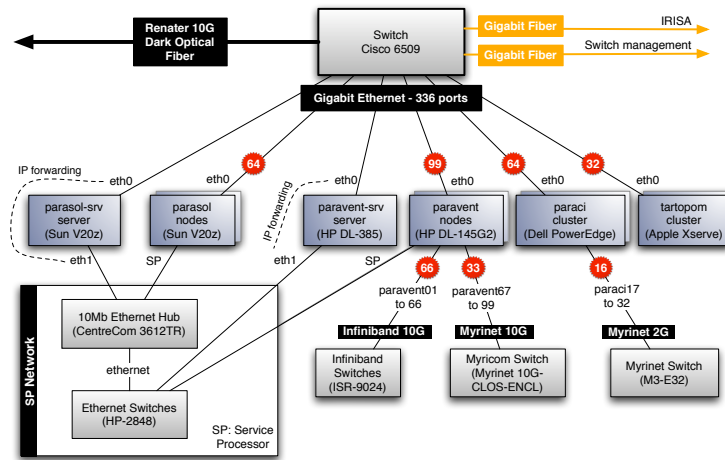 Renater 10G
Dark Optical
Fiber
Switch
Cisco 6509
Gigabit Fiber
IRISA
Gigabit Fiber
Switch management
Gigabit Ethernet - 336 ports
64
99
64
32
IP forwarding
eth0
eth0
IP forwarding
eth0
eth0
eth0
eth0
parasol-srv
server
(Sun V20z)
parasol
nodes
(Sun V20z)
paravent-srv
server
(HP DL-385)
paravent
nodes
(HP DL-145G2)
paraci
cluster
(Dell PowerEdge)
tartopom
cluster
(Apple Xserve)
eth1
SP
eth1
SP
66
33
16
paravent01
to 66
paravent67
to 99
paraci17
to 32
SP Network
10Mb Ethernet Hub
(CentreCom 3612TR)
ethernet
Ethernet Switches
(HP-2848)
SP: Service
Processor
Infiniband 10G
Myrinet 10G
Myrinet 2G
Infiniband
Switches
(ISR-9024)
Myricom Switch
(Myrinet 10G-
CLOS-ENCL)
Myrinet Switch
(M3-E32)